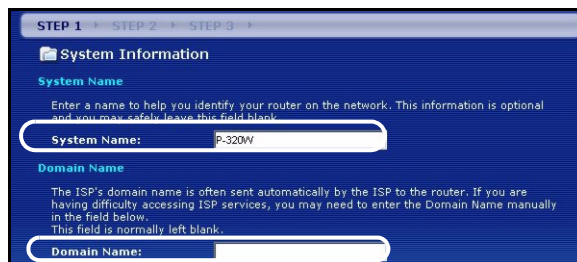 STEP 1 STEP 2 STEP 3
System Information
System Name
Enter a name to help you identify your router on the network. This information is optional
and you may safely leave this field blank.
System Name: P-320W
Domain Name
The ISP's domain name is often sent automatically by the ISP to the router. If you are
having difficulty accessing ISP services, you may need to enter the Domain Name manually
in the field below.
This field is normally left blank.
Domain Name: